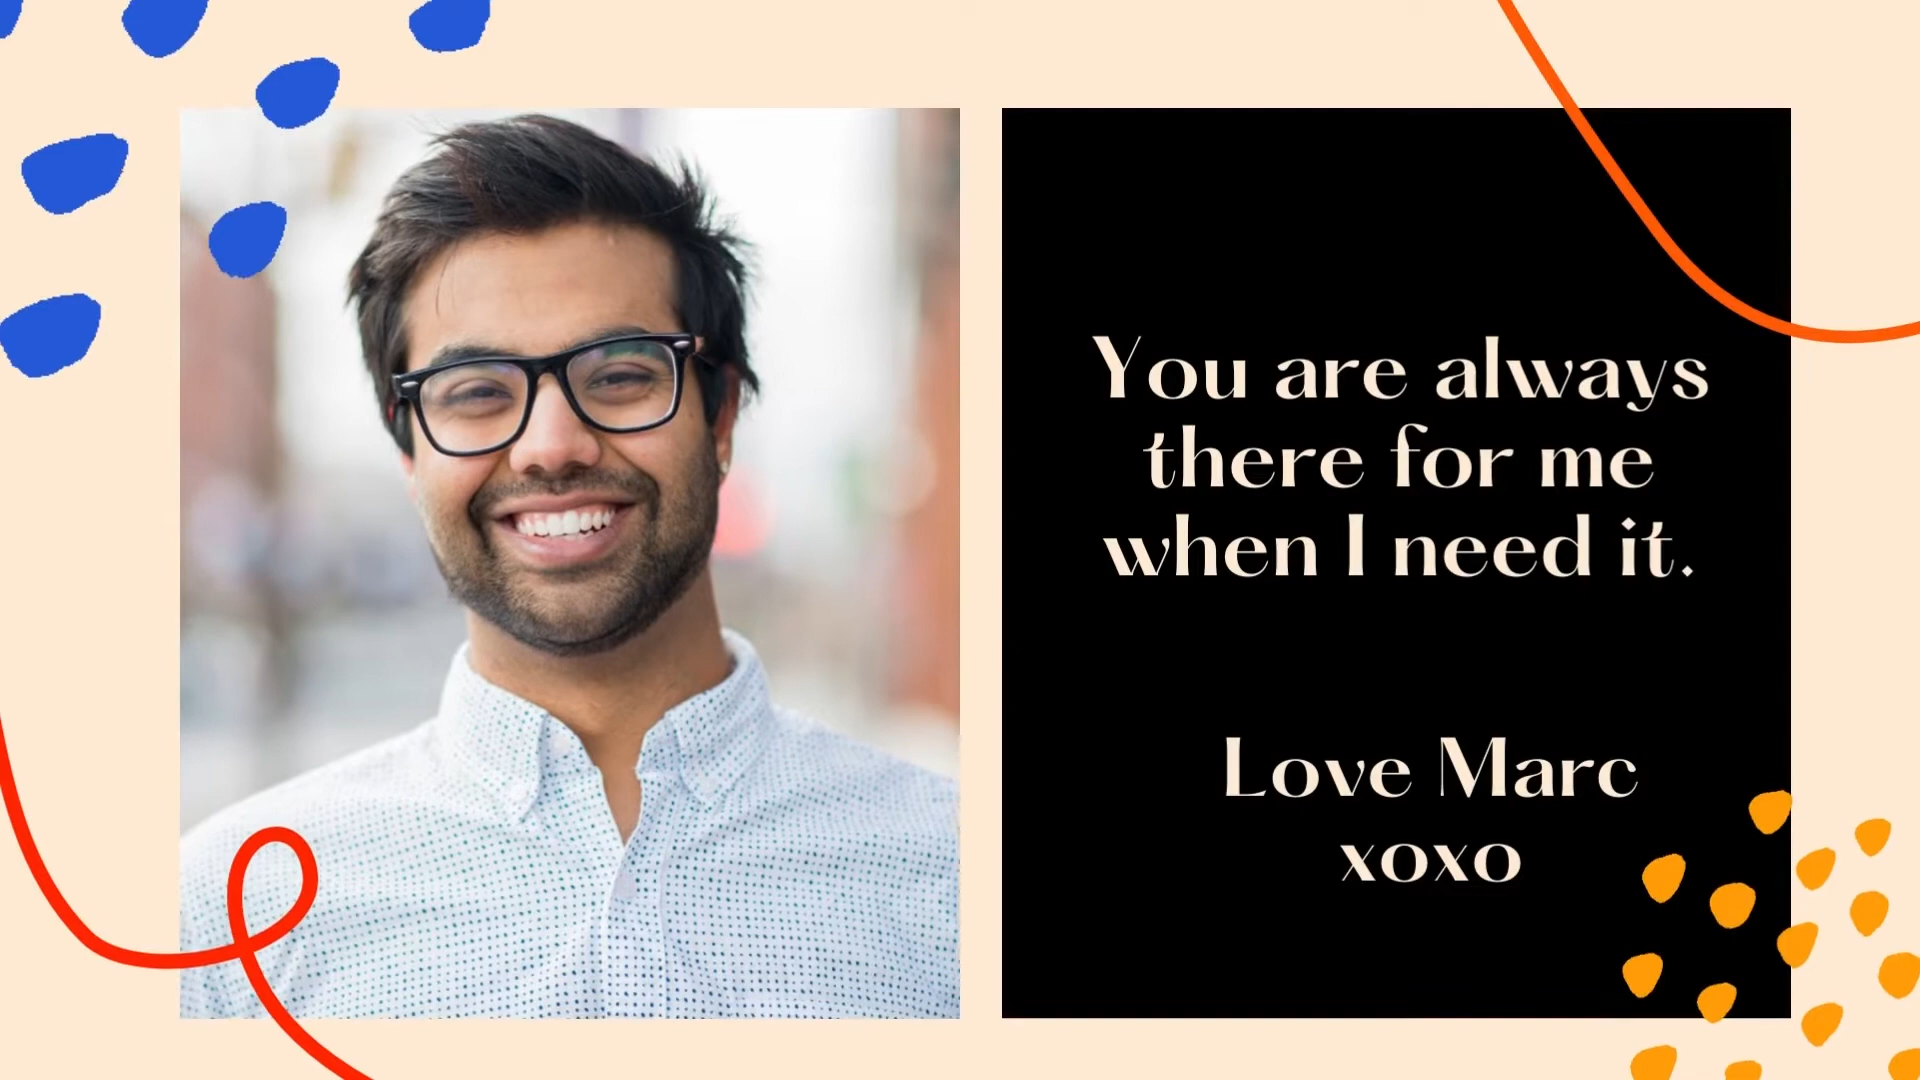 You are always
there for me
when I need it.
Love Marc
xoxo